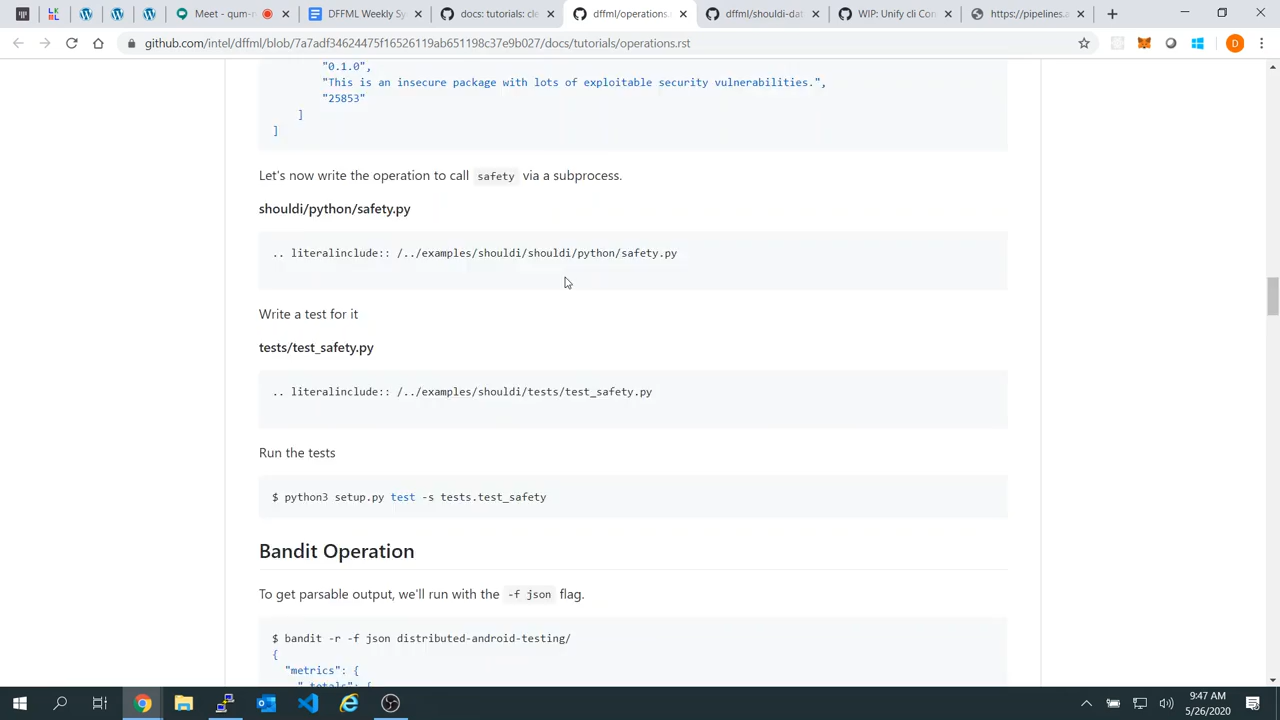 Meet - qum-n
DFFML Weekly Sy
docs: tutorials: cle
dffml/operations.
dffml/shouldi-dat
WIP: Unify cli Con
https://pipelines.a
github.com/intel/dffml/blob/7a7adf34624475f16526119ab651198c37e9b027/docs/tutorials/operations.rst
D
"0.1.0",
"This is an insecure package with lots of exploitable security vulnerabilities.",
"25853"
]
]
Let's now write the operation to call safety via a subprocess.
shouldi/python/safety.py
.. literalinclude:: /../examples/shouldi/shouldi/python/safety.py
Write a test for it
tests/test_safety.py
.. literalinclude:: /../examples/shouldi/tests/test_safety.py
Run the tests
$ python3 setup.py test -s tests.test_safety
Bandit Operation
To get parsable output, we'll run with the -f json flag.
$ bandit -r -f json distributed-android-testing/
{
"metrics": {
"_totals": {
9:47 AM
5/26/2020